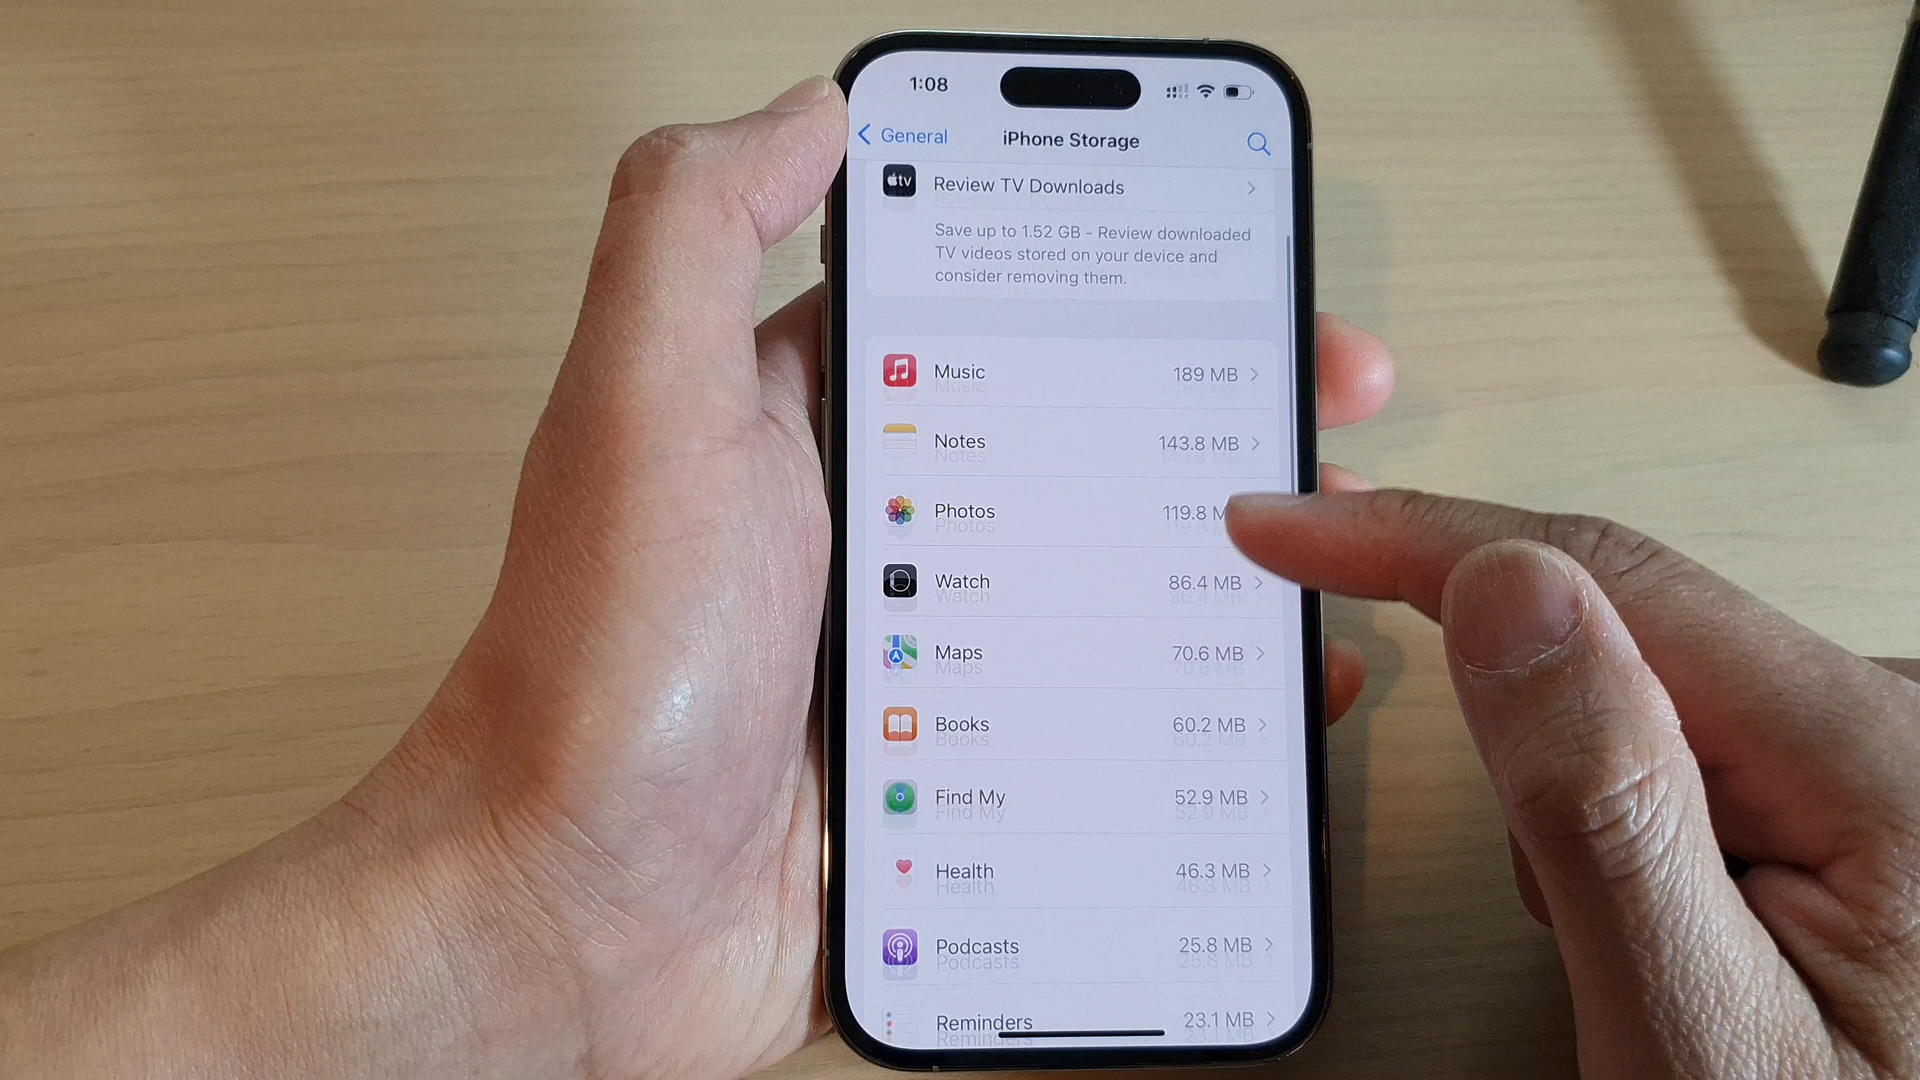 1:08
General
iPhone Storage
tv
Review TV Downloads
Save up to 1.52 GB - Review downloaded
TV videos stored on your device and
consider removing them.
Music 189 MB
Notes 143.8 MB
Photos 119.8 M
Watch 86.4 MB
Maps 70.6 MB
Books 60.2 MB
Find My 52.9 MB
Health 46.3 MB
Podcasts 25.8 MB
Reminders 23.1 MB